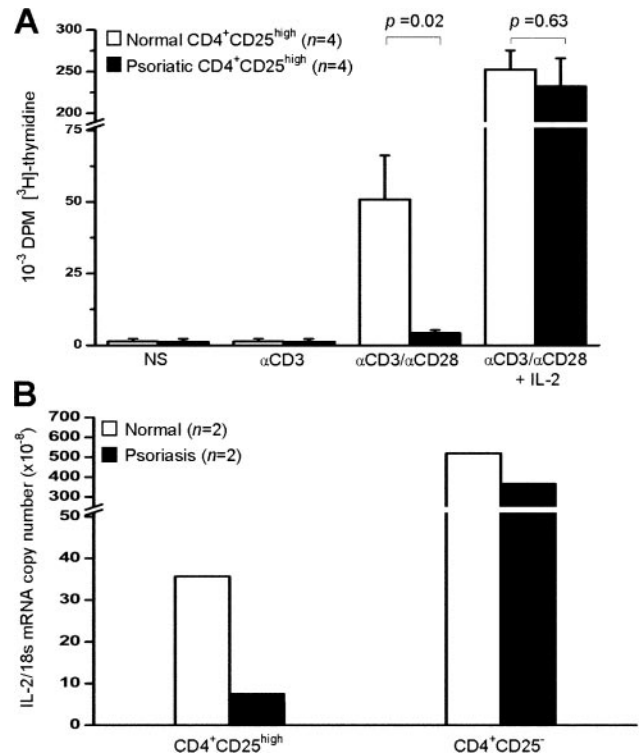 A
Normal CD4⁺CD25ʰⁱᵍʰ (n=4)
Psoriatic CD4⁺CD25ʰⁱᵍʰ (n=4)
p =0.02
p =0.63
10⁻³ DPM [³H]-thymidine
300
250
200
75
50
25
0
NS
αCD3
αCD3/αCD28
αCD3/αCD28
+ IL-2
B
Normal (n=2)
Psoriasis (n=2)
IL-2/18s mRNA copy number (x10⁻⁸)
700
600
500
400
300
50
40
30
20
10
0
CD4⁺CD25ʰⁱᵍʰ
CD4⁺CD25⁻